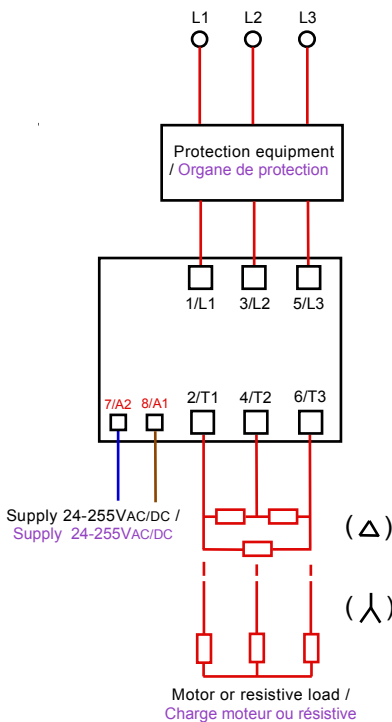 L1 L2 L3
Protection equipment
/ Organe de protection
1/L1 3/L2 5/L3
7/A2 8/A1 2/T1 4/T2 6/T3
Supply 24-255VAC/DC /
Supply 24-255VAC/DC
(△)
(⅄)
Motor or resistive load /
Charge moteur ou résistive